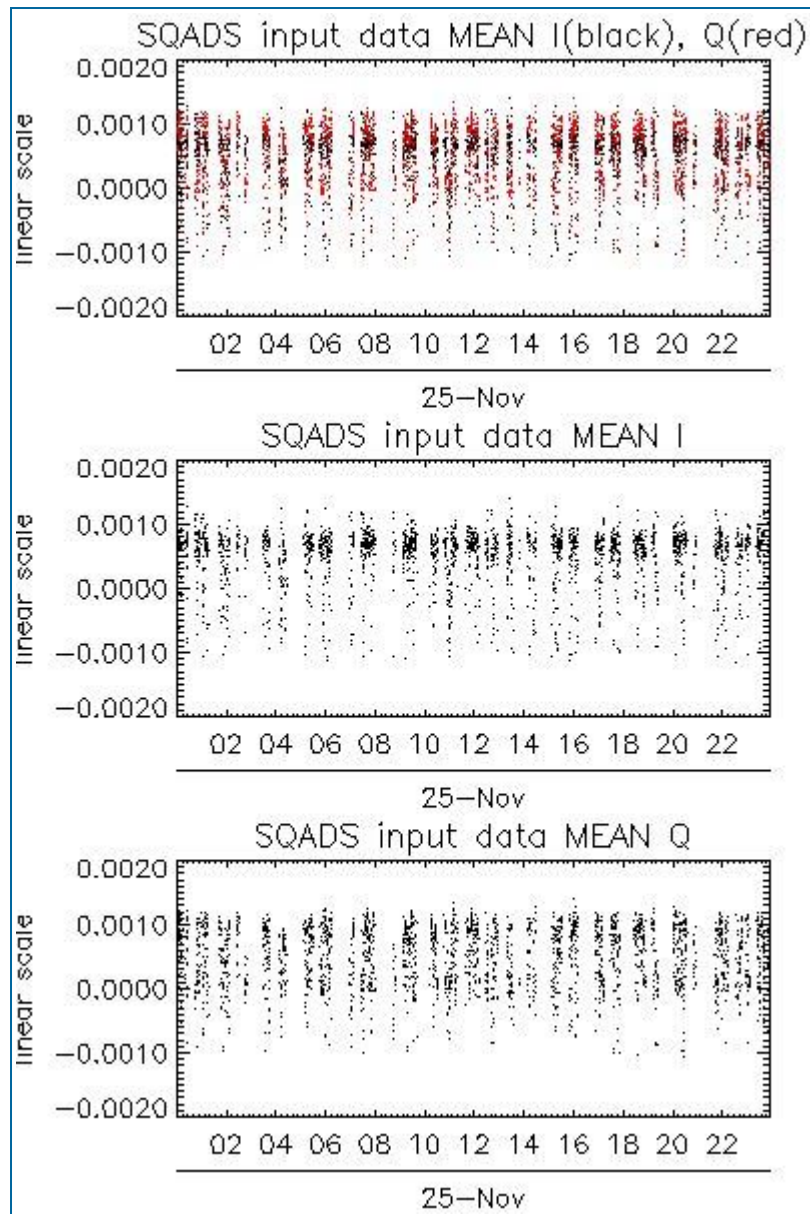 SQADS input data MEAN I(black), Q(red)
linear scale
0.0020
0.0010
0.0000
−0.0010
−0.0020
02 04 06 08 10 12 14 16 18 20 22
25−Nov
SQADS input data MEAN I
linear scale
0.0020
0.0010
0.0000
−0.0010
−0.0020
02 04 06 08 10 12 14 16 18 20 22
25−Nov
SQADS input data MEAN Q
linear scale
0.0020
0.0010
0.0000
−0.0010
−0.0020
02 04 06 08 10 12 14 16 18 20 22
25−Nov